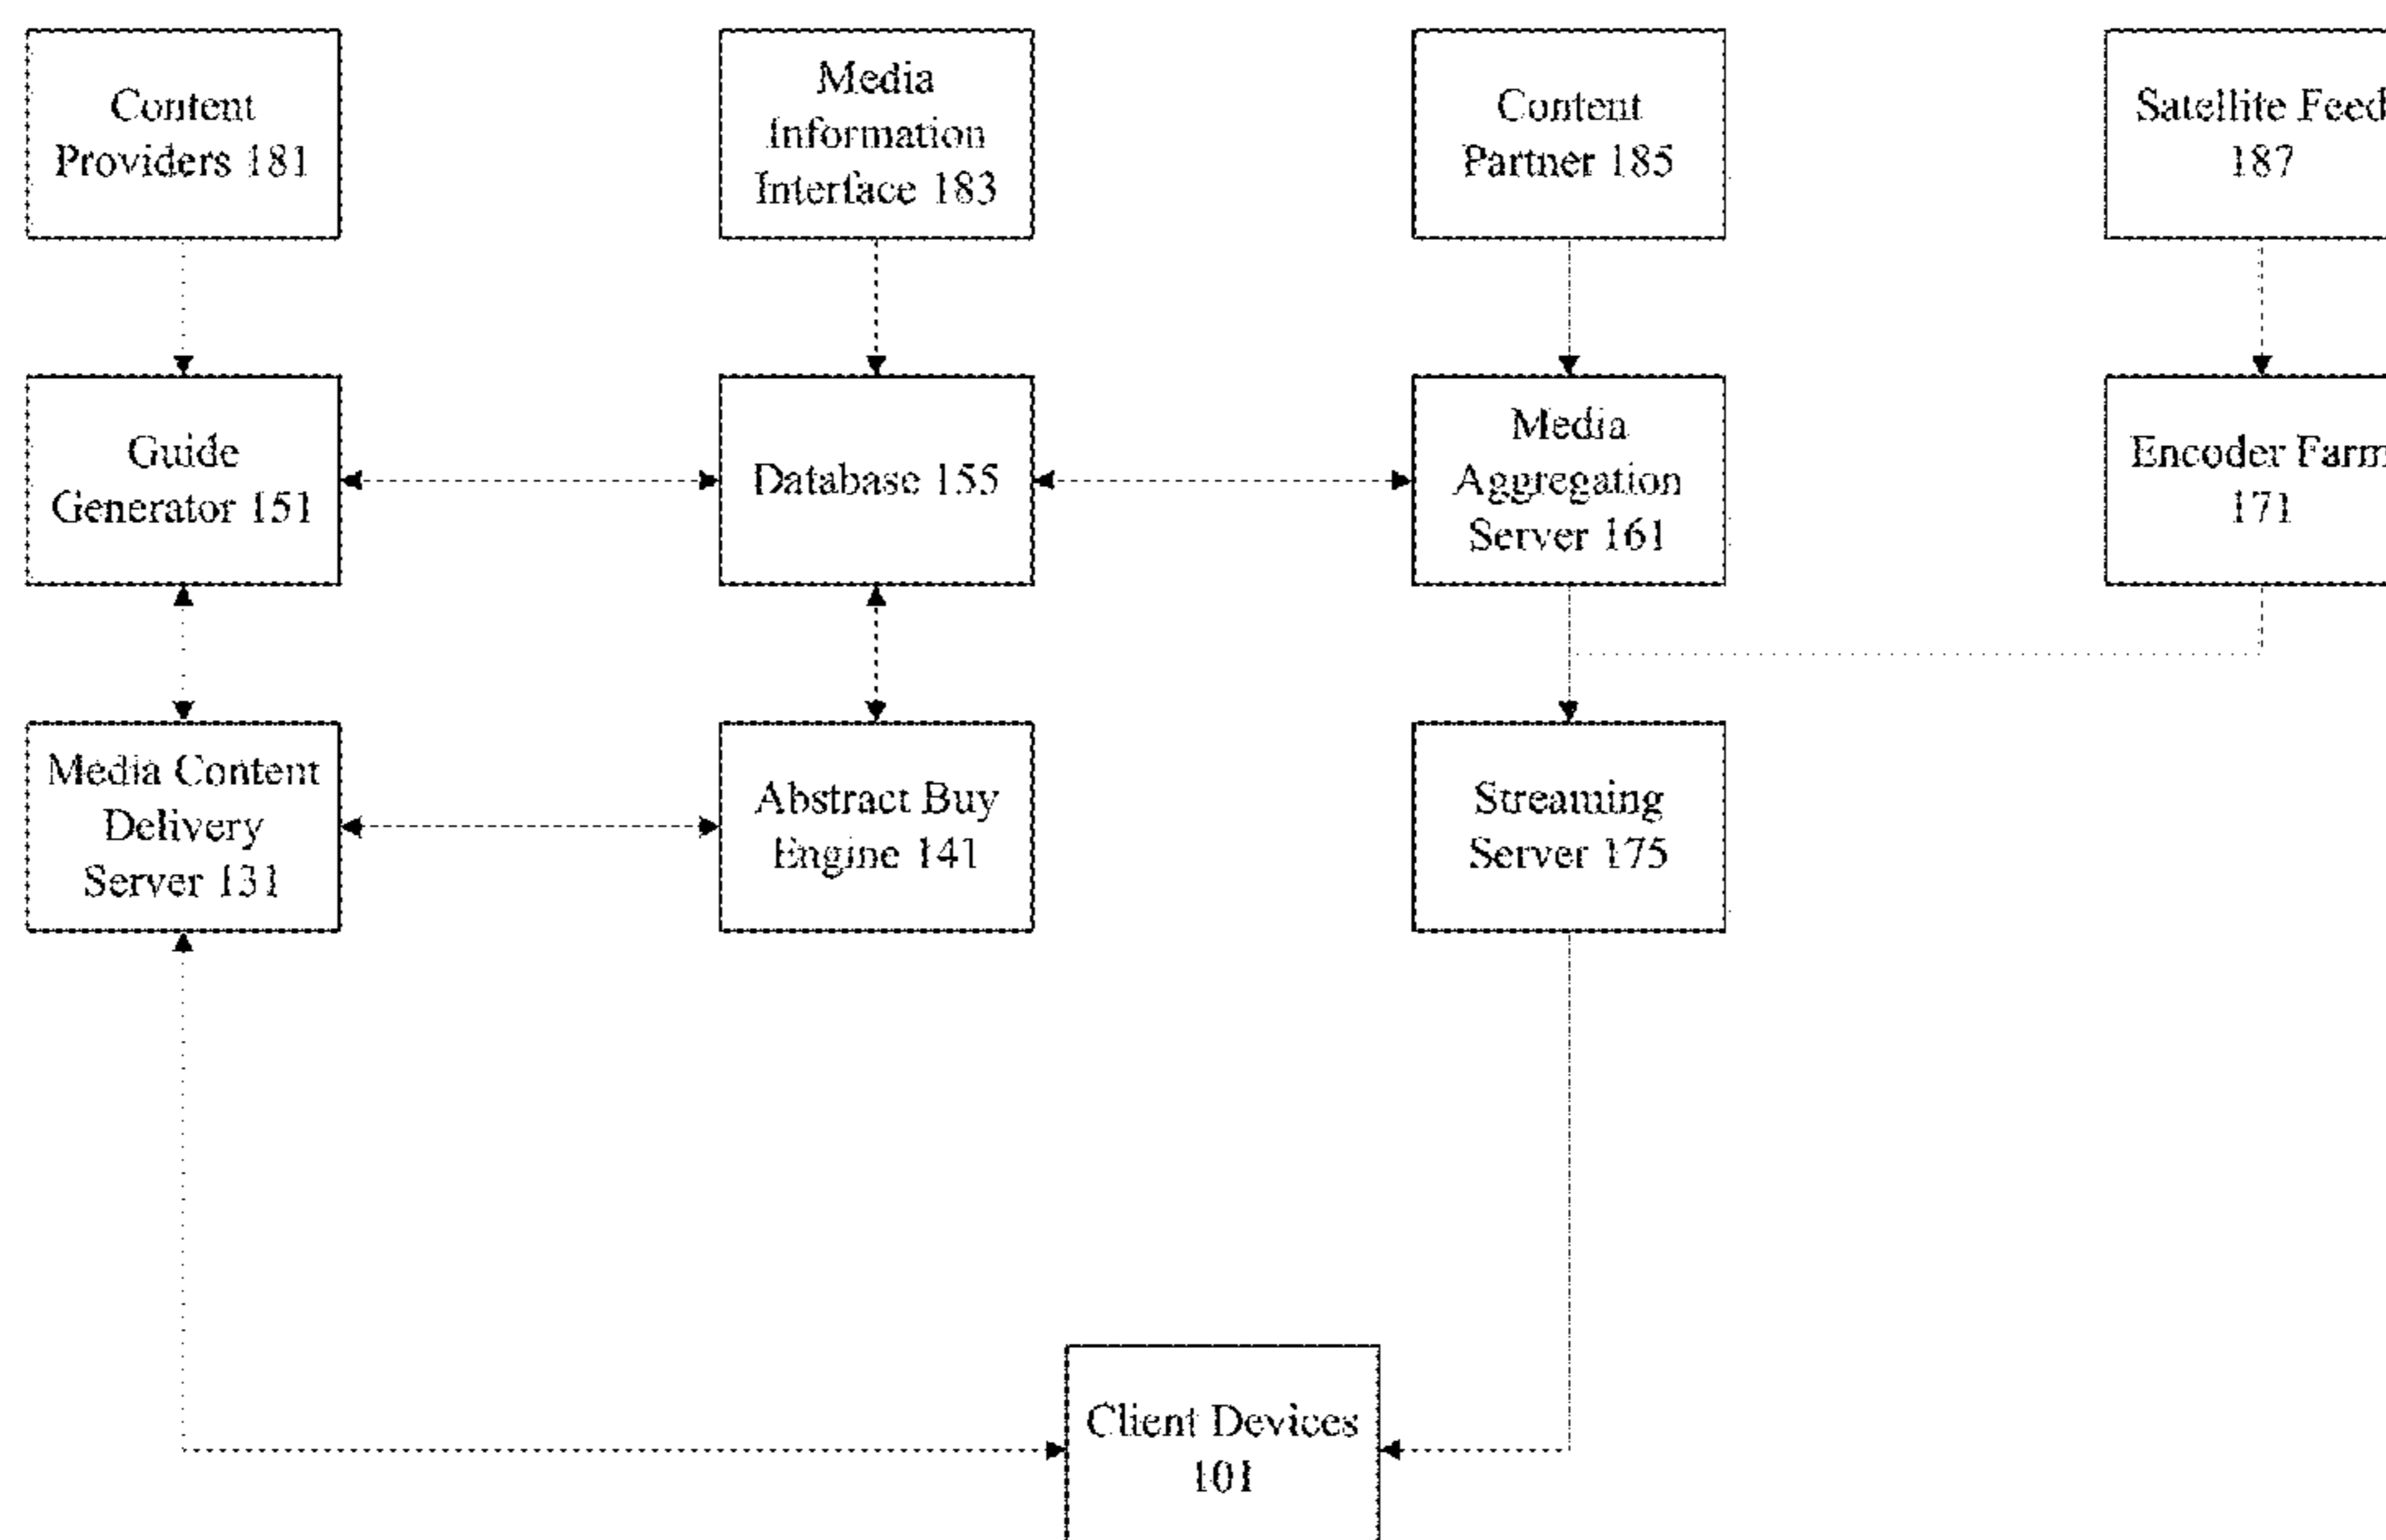 Content
Providers 181
Media
Information
Interface 183
Content
Partner 185
Satellite Feed
187
Guide
Generator 151
Database 155
Media
Aggregation
Server 161
Encoder Farm
171
Media Content
Delivery
Server 131
Abstract Buy
Engine 141
Streaming
Server 175
Client Devices
101